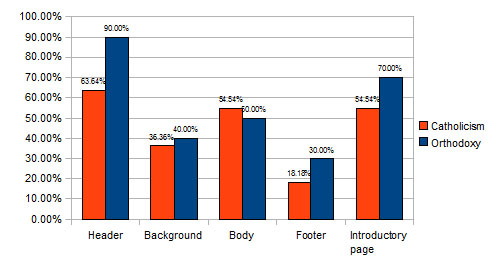 100.00%
90.00%
80.00%
70.00%
60.00%
50.00%
40.00%
30.00%
20.00%
10.00%
0.00%
63.64%
90.00%
36.36%
40.00%
54.54%
50.00%
18.18%
30.00%
54.54%
70.00%
Header
Background
Body
Footer
Introductory
page
Catholicism
Orthodoxy